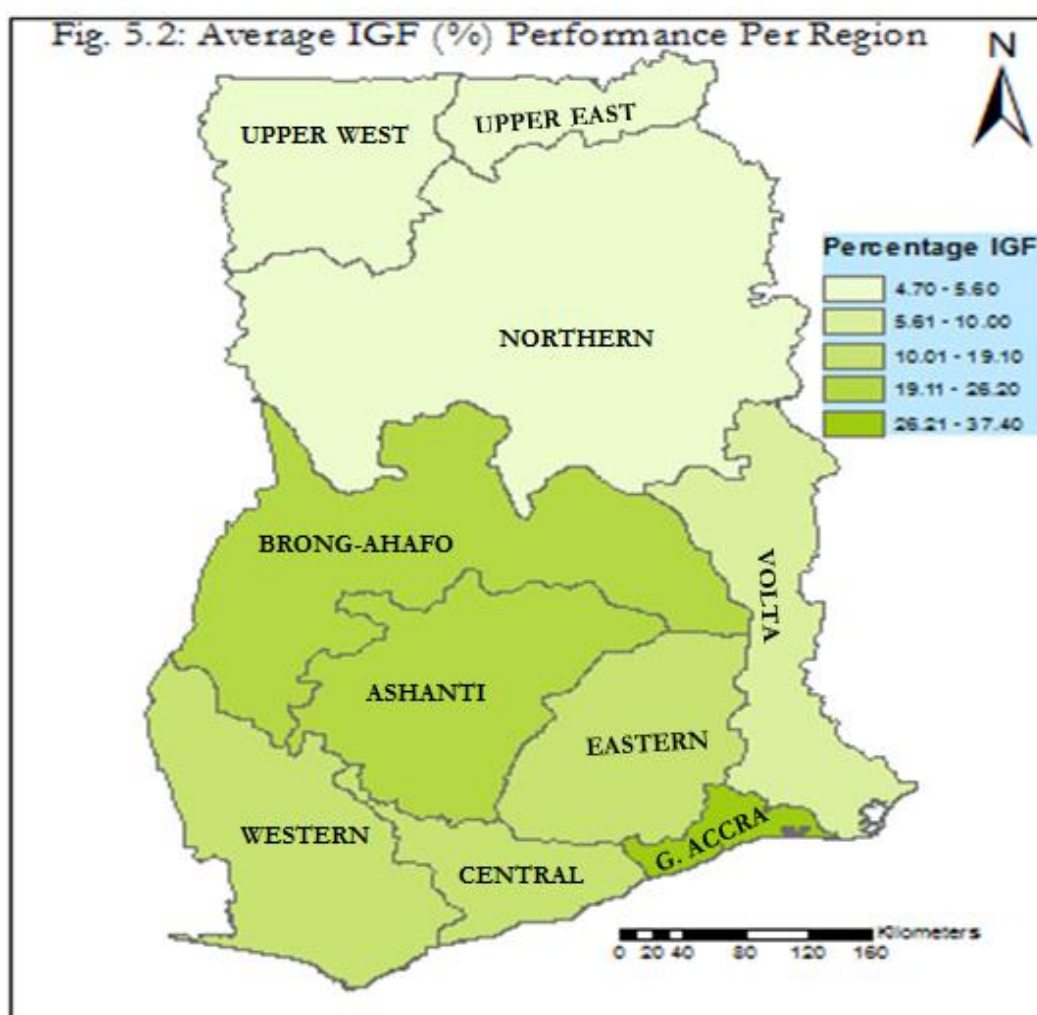 Fig. 5.2: Average IGF (%) Performance Per Region
N
UPPER WEST
UPPER EAST
Percentage IGF
4.70 - 5.60
5.61 - 10.00
10.01 - 19.10
19.11 - 26.20
26.21 - 37.40
NORTHERN
BRONG-AHAFO
VOLTA
ASHANTI
EASTERN
WESTERN
G. ACCRA
CENTRAL
Kilometers
0 20 40 80 120 160